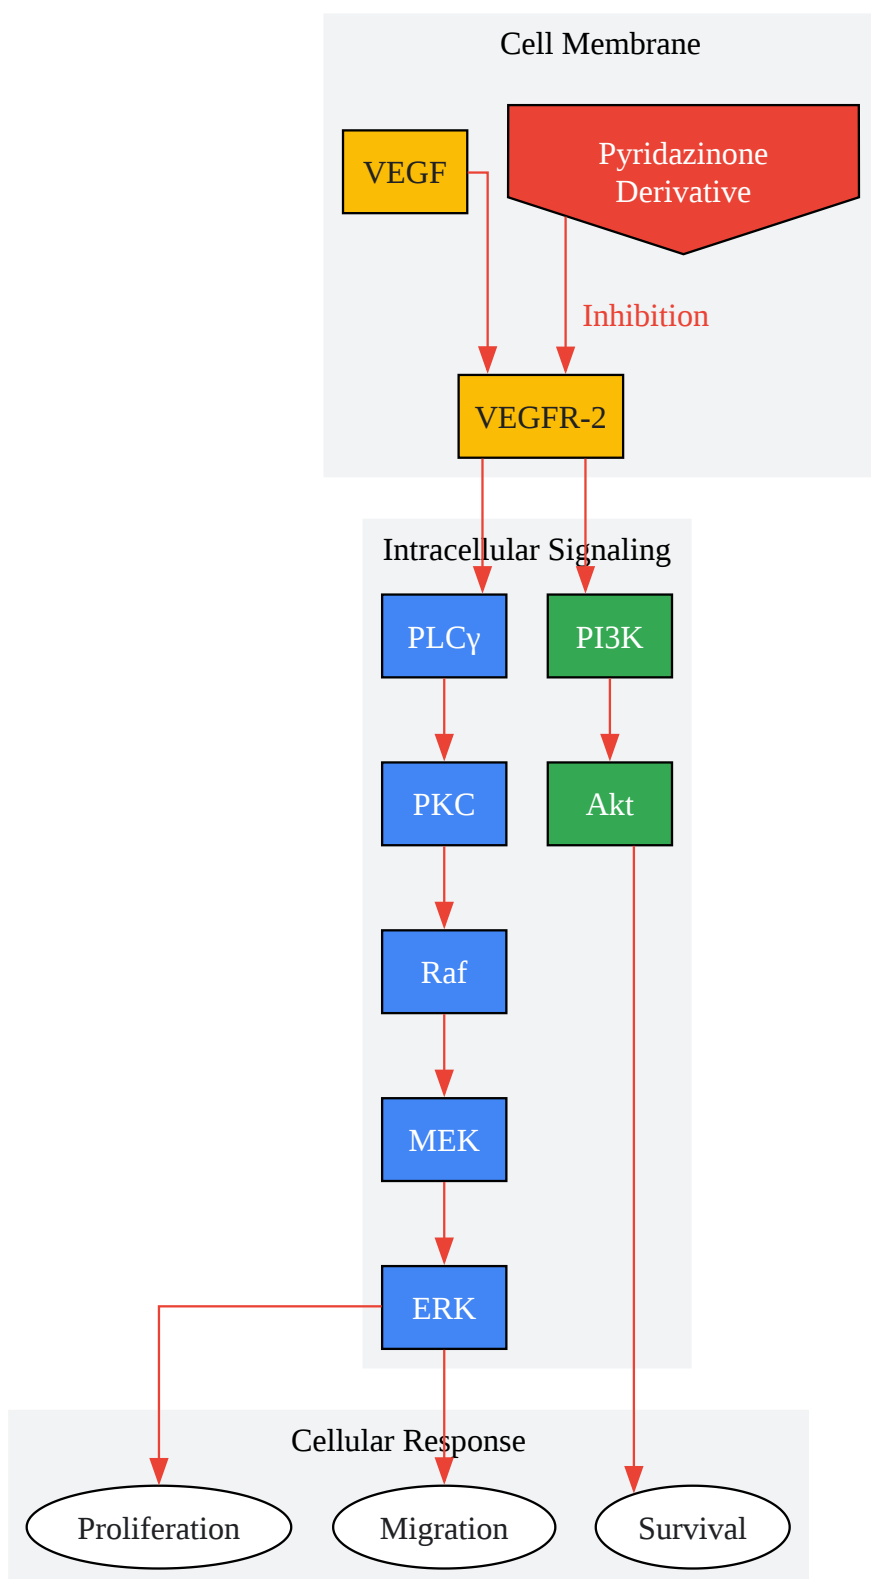 Cell Membrane
VEGF
Pyridazinone
Derivative
Inhibition
VEGFR-2
Intracellular Signaling
PLCγ
PI3K
PKC
Akt
Raf
MEK
ERK
Cellular Response
Proliferation
Migration
Survival